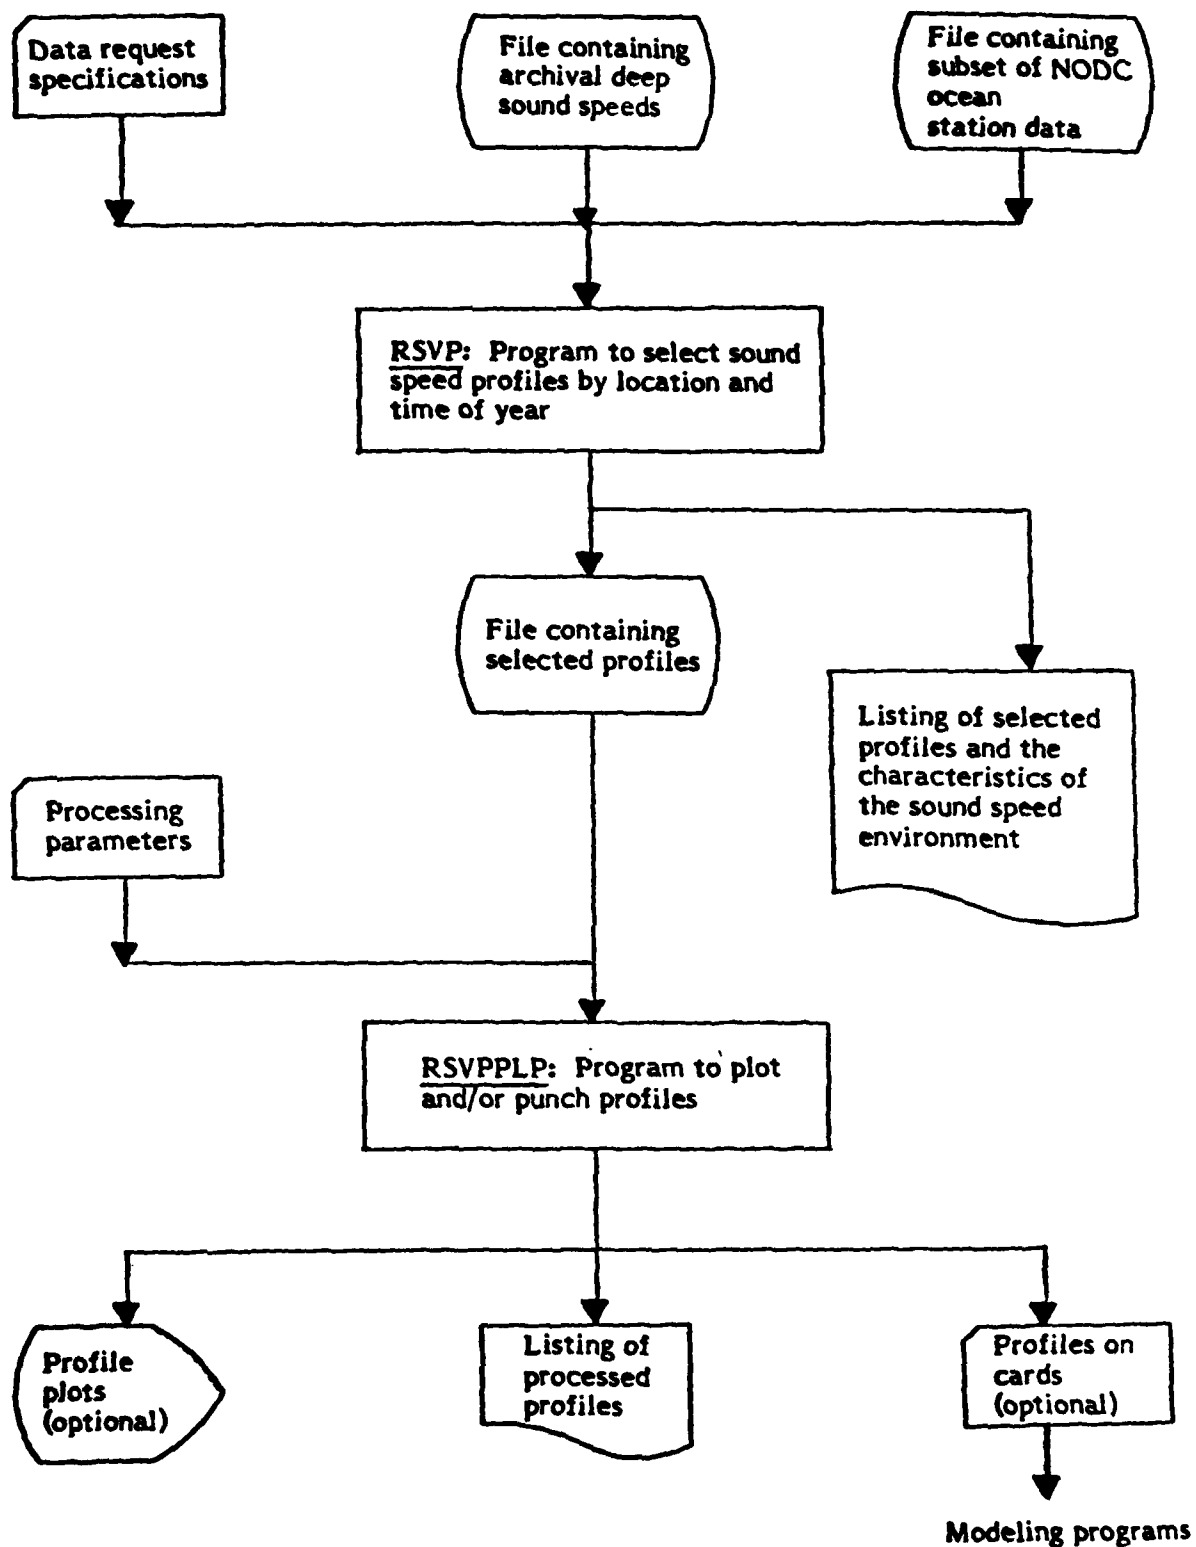 Data request
specifications
File containing
archival deep
sound speeds
File containing
subset of NODC
ocean
station data
RSVP: Program to select sound
speed profiles by location and
time of year
File containing
selected profiles
Listing of selected
profiles and the
characteristics of
the sound speed
environment
Processing
parameters
RSVPPLP: Program to plot
and/or punch profiles
Profile
plots
(optional)
Listing of
processed
profiles
Profiles on
cards
(optional)
Modeling programs